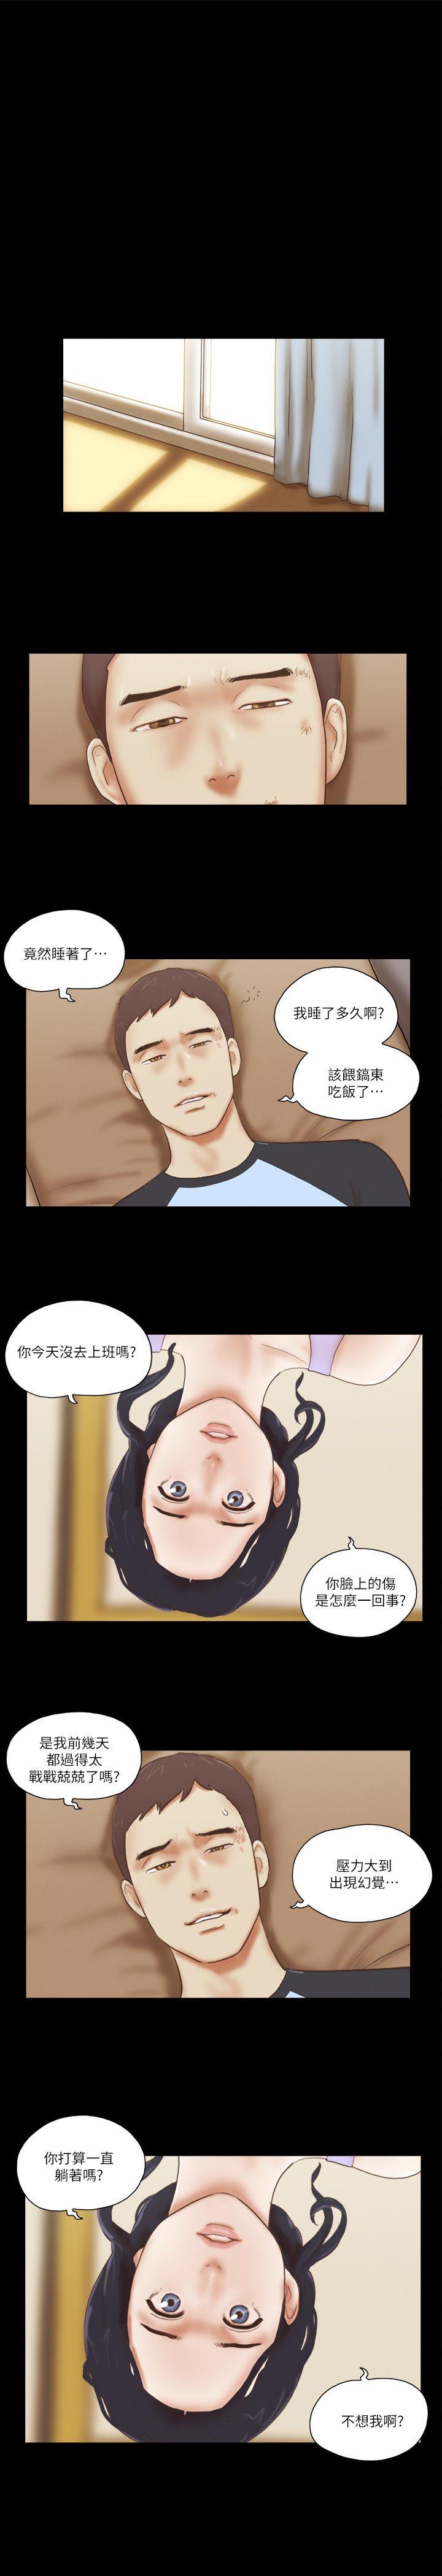 竟然睡著了⋯
我睡了多久啊?
該餵鎬東
吃飯了⋯
你今天沒去上班嗎?
你臉上的傷
是怎麼一回事?
是我前幾天
都過得太
戰戰兢兢了嗎?
壓力大到
出現幻覺⋯
你打算一直
躺著嗎?
不想我啊?